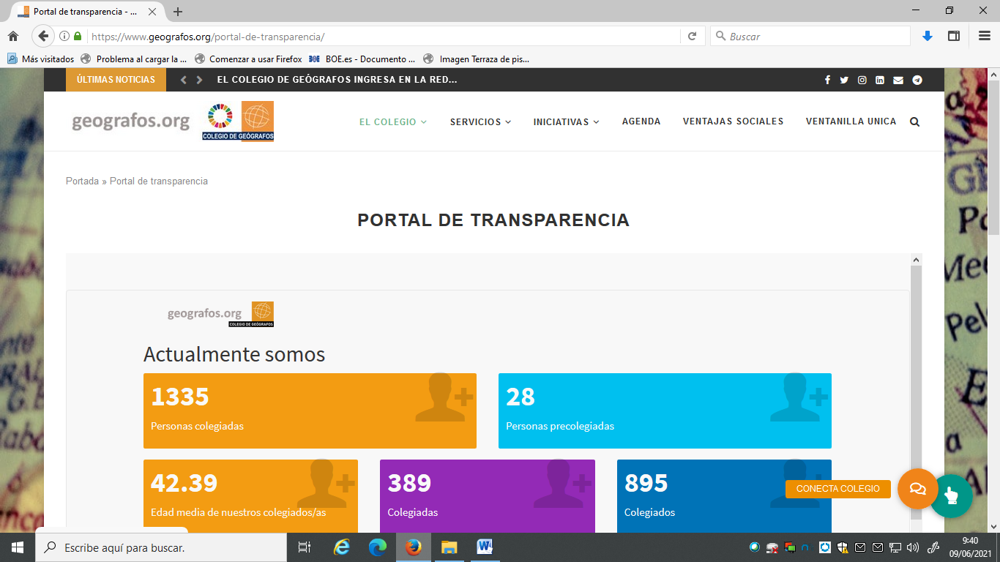 Portal de transparencia - ...
https://www.geografos.org/portal-de-transparencia/
Buscar
Más visitados Problema al cargar la ... Comenzar a usar Firefox BOE.es - Documento ... Imagen Terraza de pis...
ÚLTIMAS NOTICIAS EL COLEGIO DE GEÓGRAFOS INGRESA EN LA RED...
geografos.org COLEGIO DE GEÓGRAFOS EL COLEGIO SERVICIOS INICIATIVAS AGENDA VENTAJAS SOCIALES VENTANILLA UNICA
Portada » Portal de transparencia
PORTAL DE TRANSPARENCIA
geografos.org COLEGIO DE GEÓGRAFOS
Actualmente somos
1335 28
Personas colegiadas Personas precolegiadas
42.39 389 895
Edad media de nuestros colegiados/as Colegiadas Colegiados
CONECTA COLEGIO
Escribe aquí para buscar.
9:40
09/06/2021